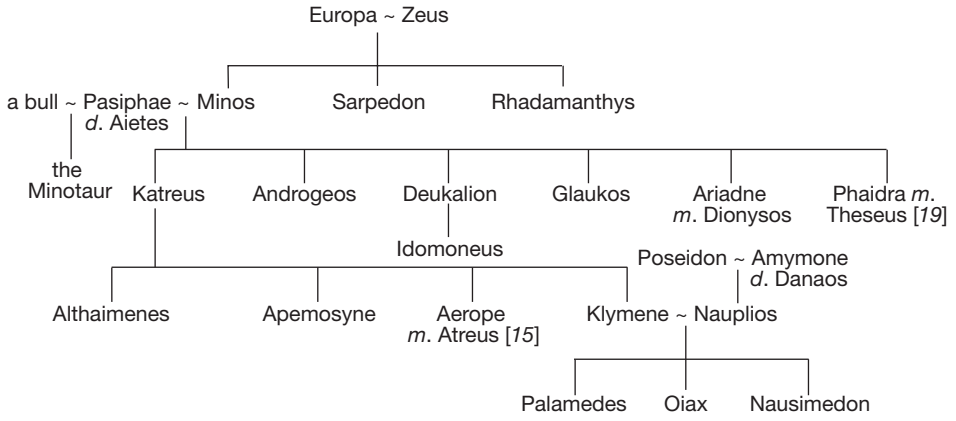 Europa ~ Zeus
a bull ~ Pasiphae ~ Minos Sarpedon Rhadamanthys
d. Aietes
the
Minotaur Katreus Androgeos Deukalion Glaukos Ariadne Phaidra m.
m. Dionysos Theseus [19]
Idomoneus
Poseidon ~ Amymone
d. Danaos
Althaimenes Apemosyne Aerope Klymene ~ Nauplios
m. Atreus [15]
Palamedes Oiax Nausimedon